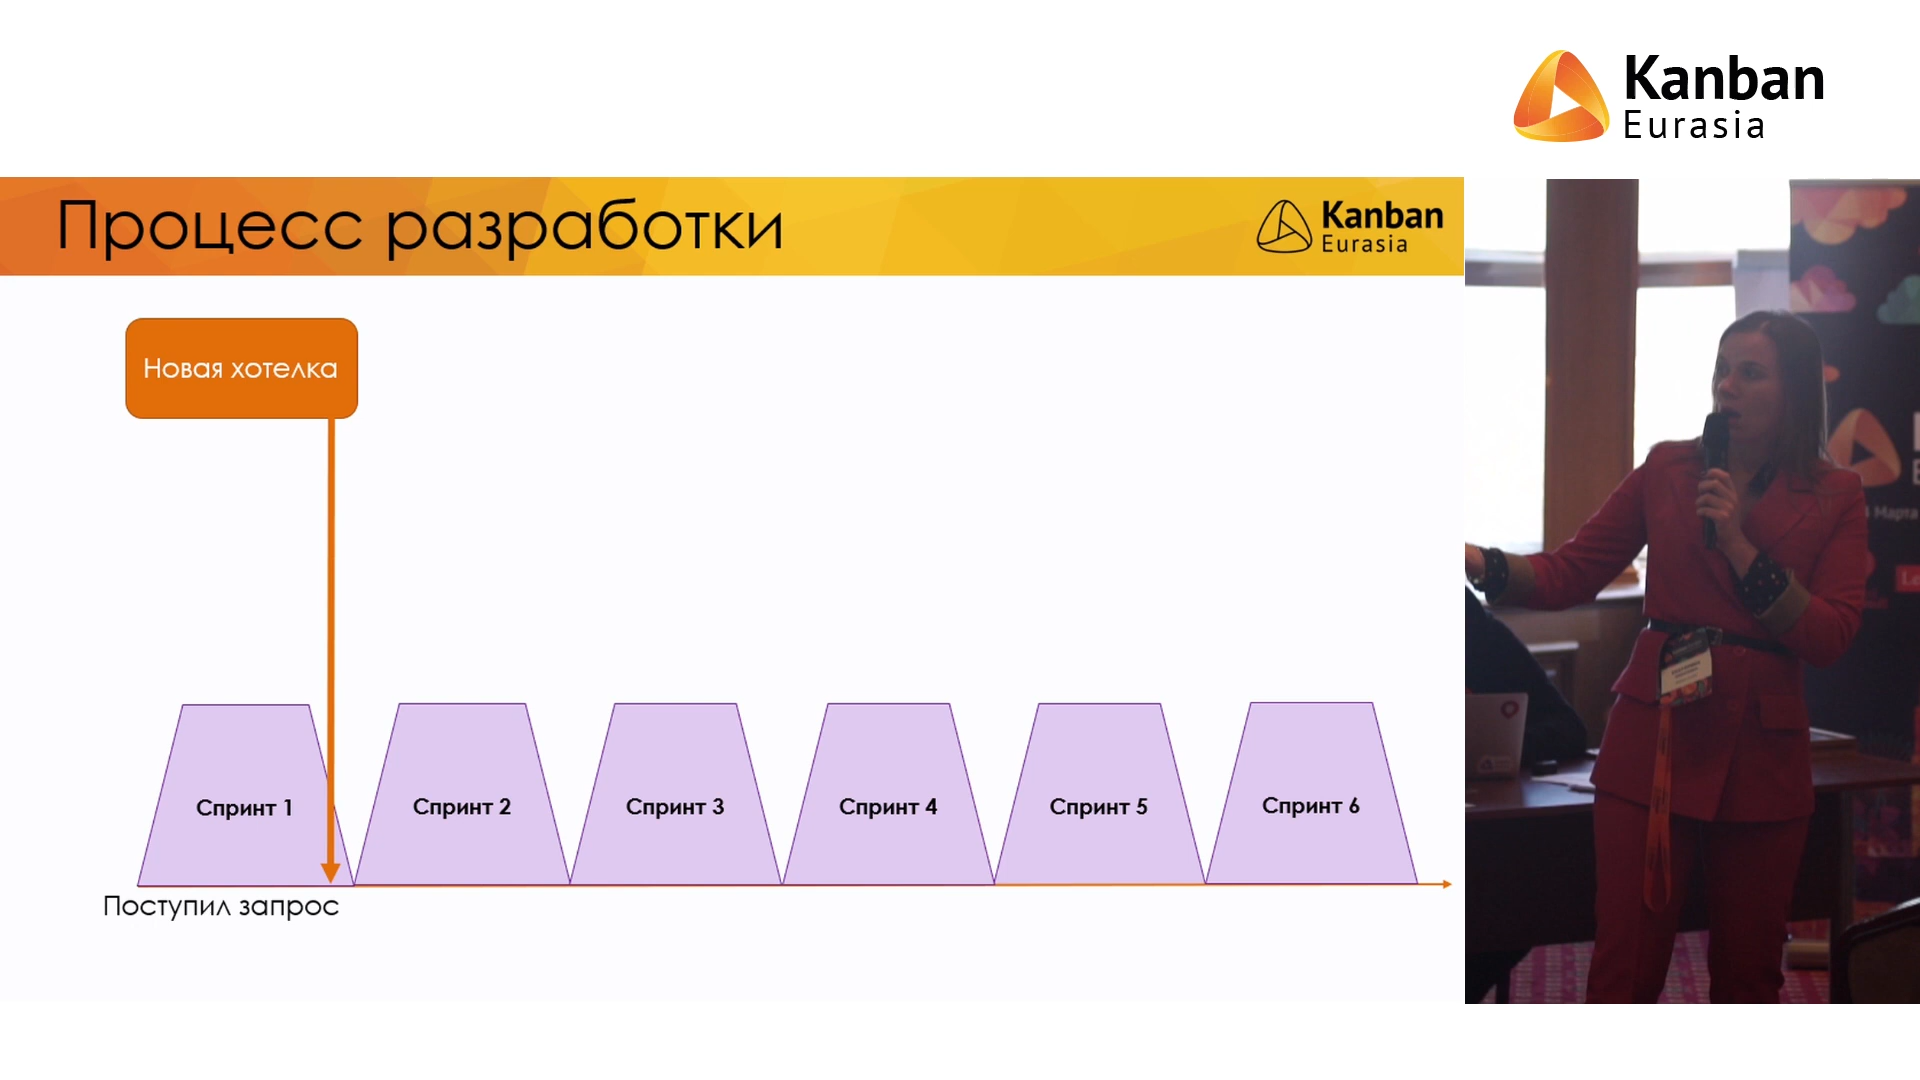 Kanban
Eurasia
Процесс разработки
Kanban
Eurasia
Новая хотелка
Спринт 1
Спринт 2
Спринт 3
Спринт 4
Спринт 5
Спринт 6
Поступил запрос
Марта